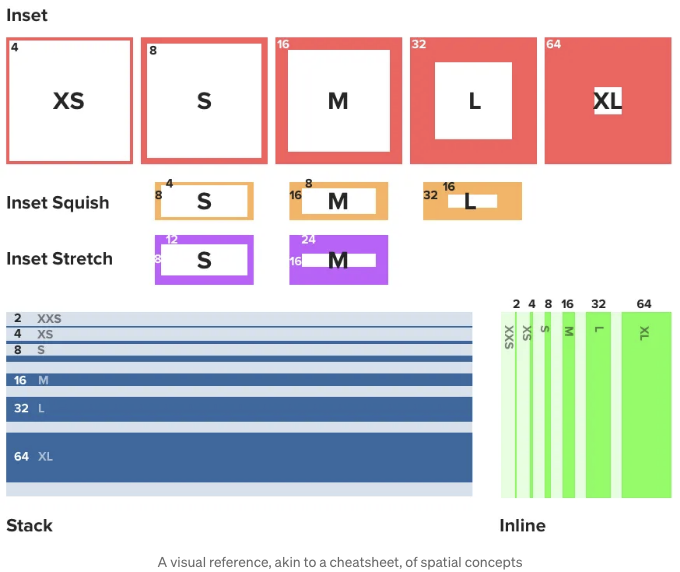 Inset
4 8 16 32 64
XS S M L XL
4 8 16
Inset Squish 8 S 16 M 32 L
12 24
Inset Stretch 8 S 16 M
2 4 8 16 32 64
2 XXS
4 XS
8 S
16 M
32 L
64 XL
XXS XS S M L XL
Stack Inline
A visual reference, akin to a cheatsheet, of spatial concepts